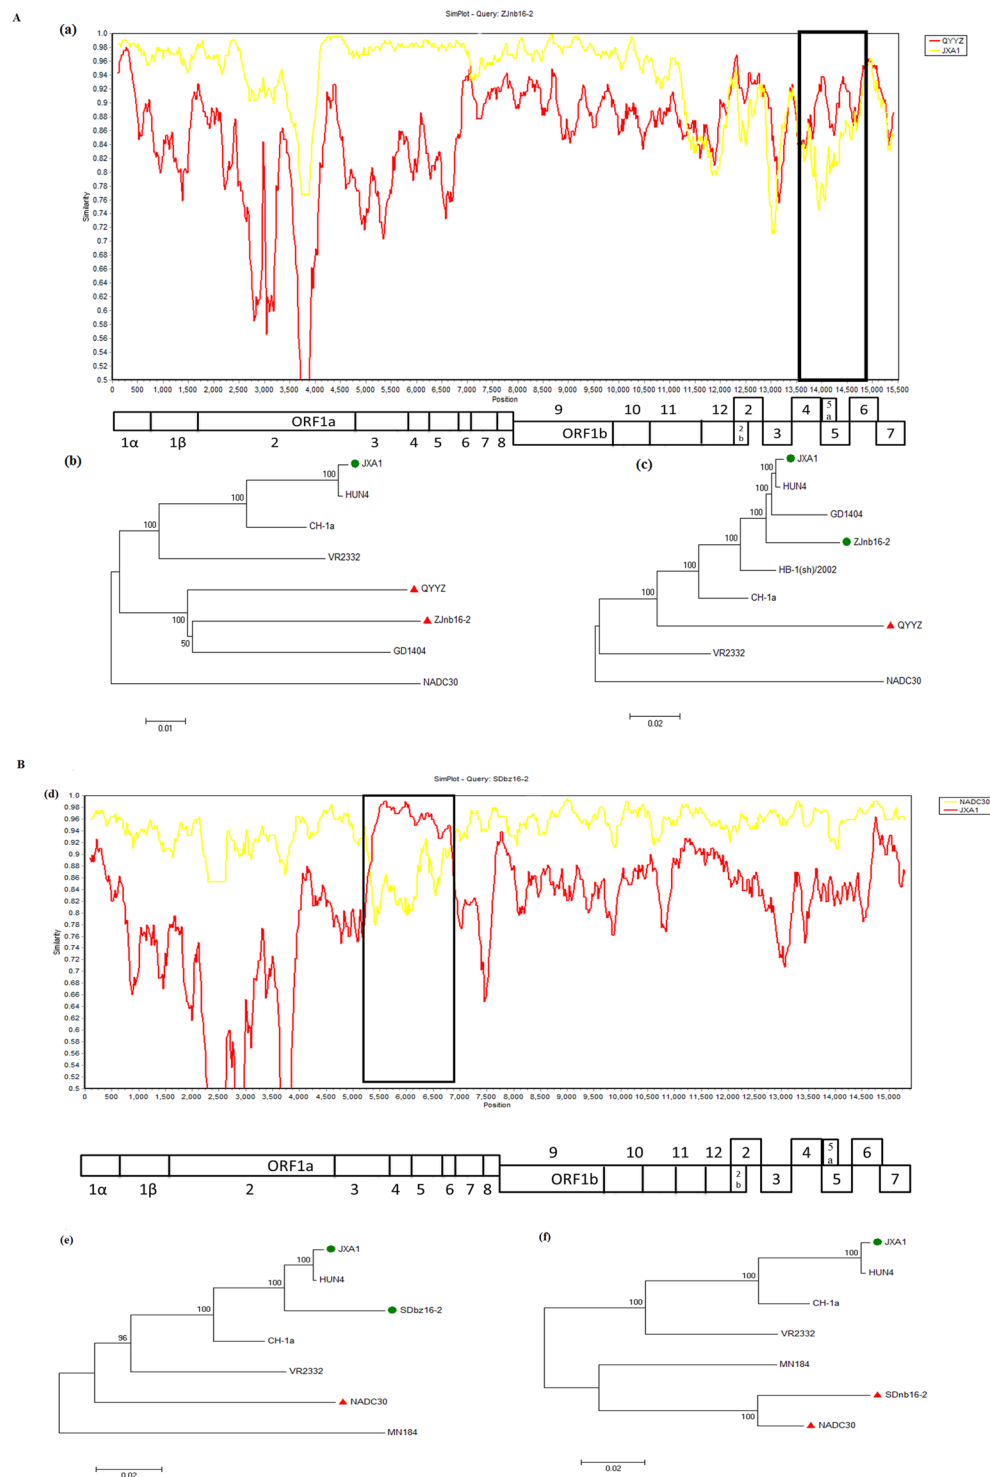 A
SimPlot - Query: ZJnb16-2
(a)
QYYZ
JXA1
1.0
0.98
0.96
0.94
0.92
0.9
0.88
0.86
0.84
0.82
0.8
0.78
0.76
0.74
0.72
0.7
0.68
0.66
0.64
0.62
0.6
0.58
0.56
0.54
0.52
0.5
Similarity
0 500 1,000 1,500 2,000 2,500 3,000 3,500 4,000 4,500 5,000 5,500 6,000 6,500 7,000 7,500 8,000 8,500 9,000 9,500 10,000 10,500 11,000 11,500 12,000 12,500 13,000 13,500 14,000 14,500 15,000 15,500
Position
9 10 11 12 2 4 5a 6
ORF1a
1α 1β 2 3 4 5 6 7 8 ORF1b 2b 3 5 7
(b)
JXA1
100
HUN4
100
CH-1a
100
VR2332
QYYZ
100
ZJnb16-2
50
GD1404
NADC30
0.01
(c)
JXA1
100
HUN4
100
GD1404
100
ZJnb16-2
100
HB-1(sh)/2002
100
CH-1a
100
QYYZ
VR2332
NADC30
0.02
B
SimPlot - Query: SDbz16-2
(d)
NADC30
JXA1
1.0
0.98
0.96
0.94
0.92
0.9
0.88
0.86
0.84
0.82
0.8
0.78
0.76
0.74
0.72
0.7
0.68
0.66
0.64
0.62
0.6
0.58
0.56
0.54
0.52
0.5
Similarity
0 500 1,000 1,500 2,000 2,500 3,000 3,500 4,000 4,500 5,000 5,500 6,000 6,500 7,000 7,500 8,000 8,500 9,000 9,500 10,000 10,500 11,000 11,500 12,000 12,500 13,000 13,500 14,000 14,500 15,000
Position
9 10 11 12 2 4 5a 6
ORF1a
1α 1β 2 3 4 5 6 7 8 ORF1b 2b 3 5 7
(e)
JXA1
100
HUN4
100
SDbz16-2
100
CH-1a
96
VR2332
NADC30
MN184
0.02
(f)
JXA1
100
HUN4
100
CH-1a
100
VR2332
MN184
SDnb16-2
100
NADC30
0.02